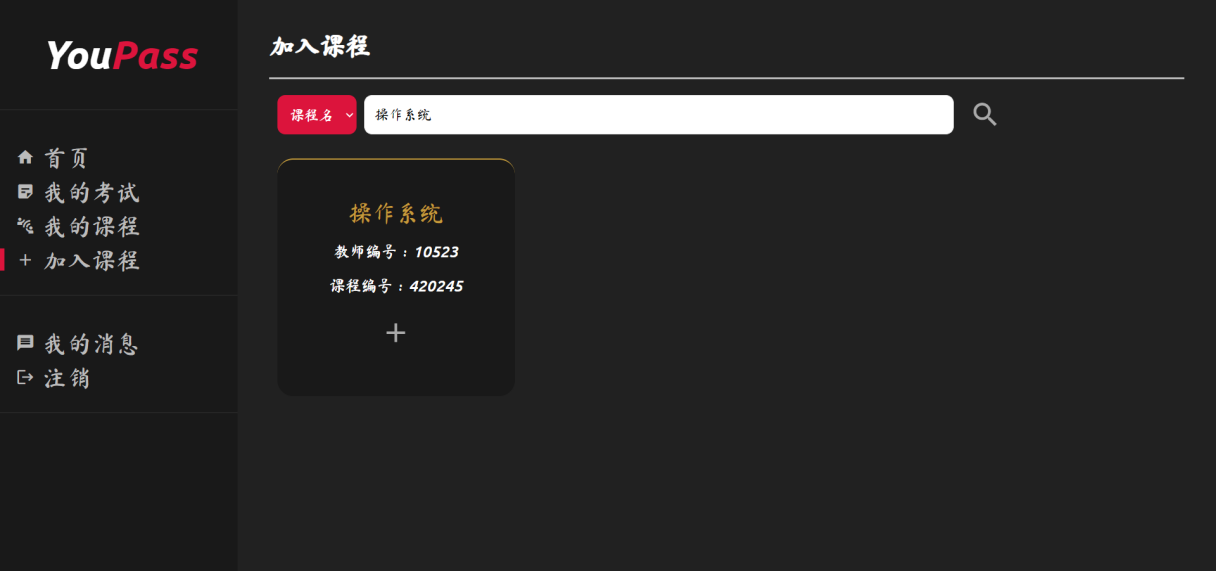 YouPass
首页
我的考试
我的课程
加入课程
我的消息
注销
加入课程
课程名
操作系统
操作系统
教师编号：10523
课程编号：420245